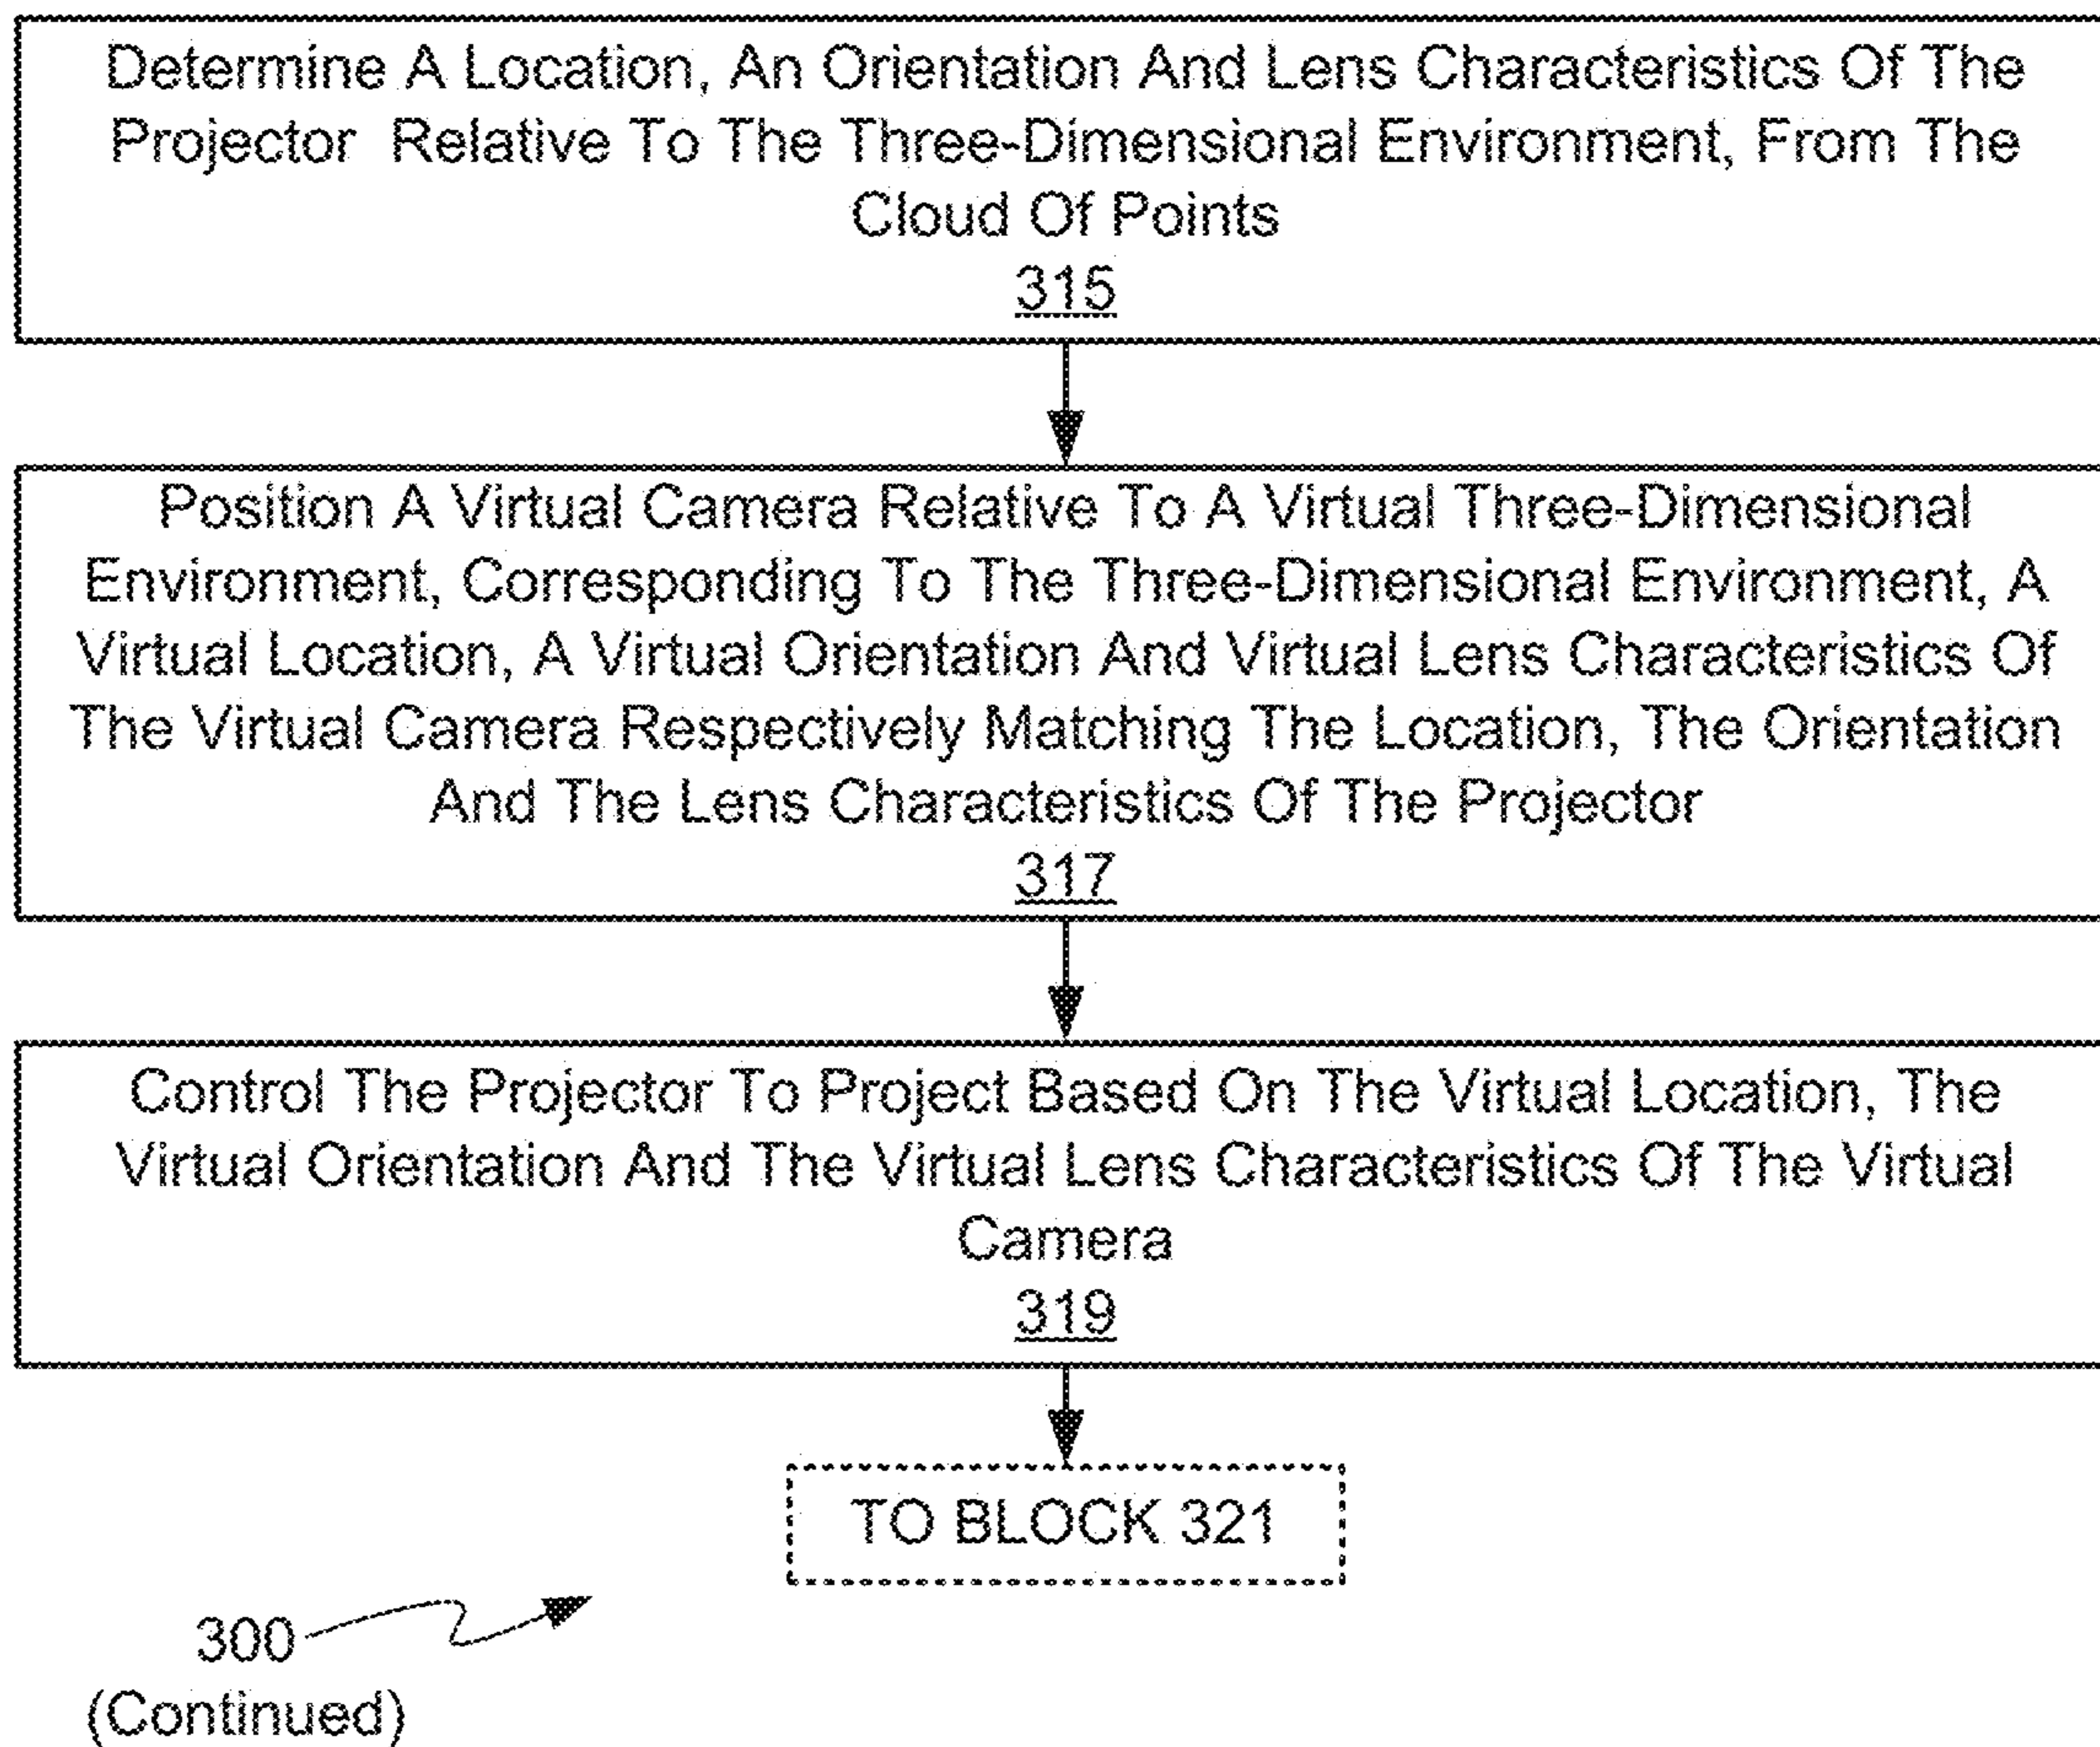 Determine A Location, An Orientation And Lens Characteristics Of The
Projector Relative To The Three-Dimensional Environment, From The
Cloud Of Points
315
Position A Virtual Camera Relative To A Virtual Three-Dimensional
Environment, Corresponding To The Three-Dimensional Environment, A
Virtual Location, A Virtual Orientation And Virtual Lens Characteristics Of
The Virtual Camera Respectively Matching The Location, The Orientation
And The Lens Characteristics Of The Projector
317
Control The Projector To Project Based On The Virtual Location, The
Virtual Orientation And The Virtual Lens Characteristics Of The Virtual
Camera
319
TO BLOCK 321
300
(Continued)